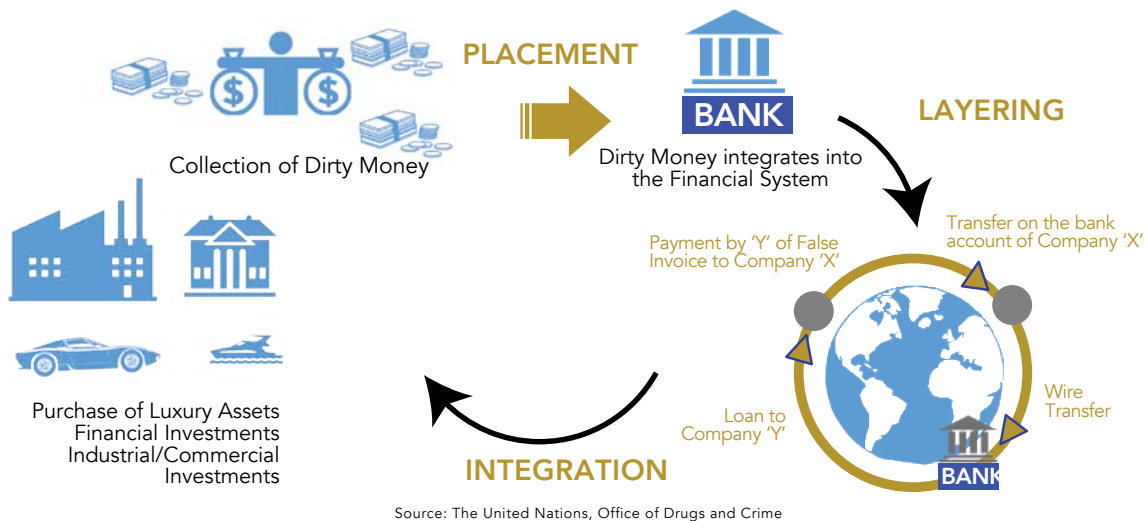 PLACEMENT
$ $
BANK
LAYERING
Collection of Dirty Money
Dirty Money integrates into
the Financial System
Payment by 'Y' of False
Invoice to Company 'X'
Transfer on the bank
account of Company 'X'
Wire
Transfer
BANK
Loan to
Company 'Y'
INTEGRATION
Purchase of Luxury Assets
Financial Investments
Industrial/Commercial
Investments
Source: The United Nations, Office of Drugs and Crime